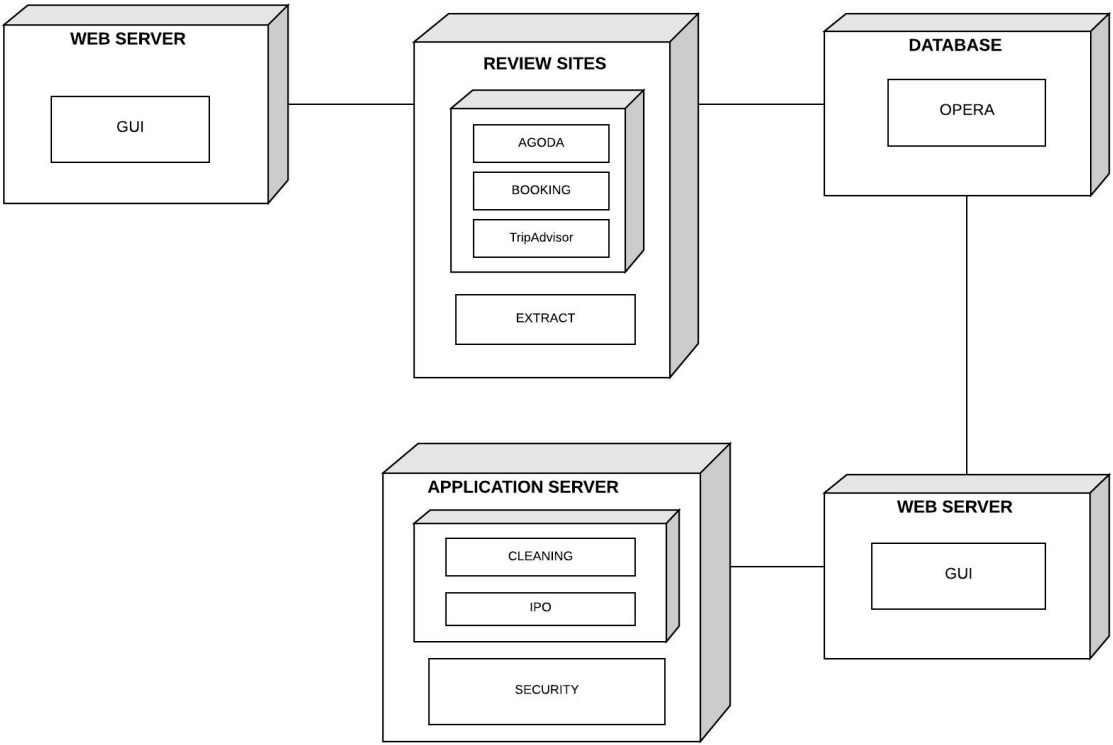 WEB SERVER
GUI
REVIEW SITES
AGODA
BOOKING
TripAdvisor
EXTRACT
DATABASE
OPERA
APPLICATION SERVER
CLEANING
IPO
SECURITY
WEB SERVER
GUI